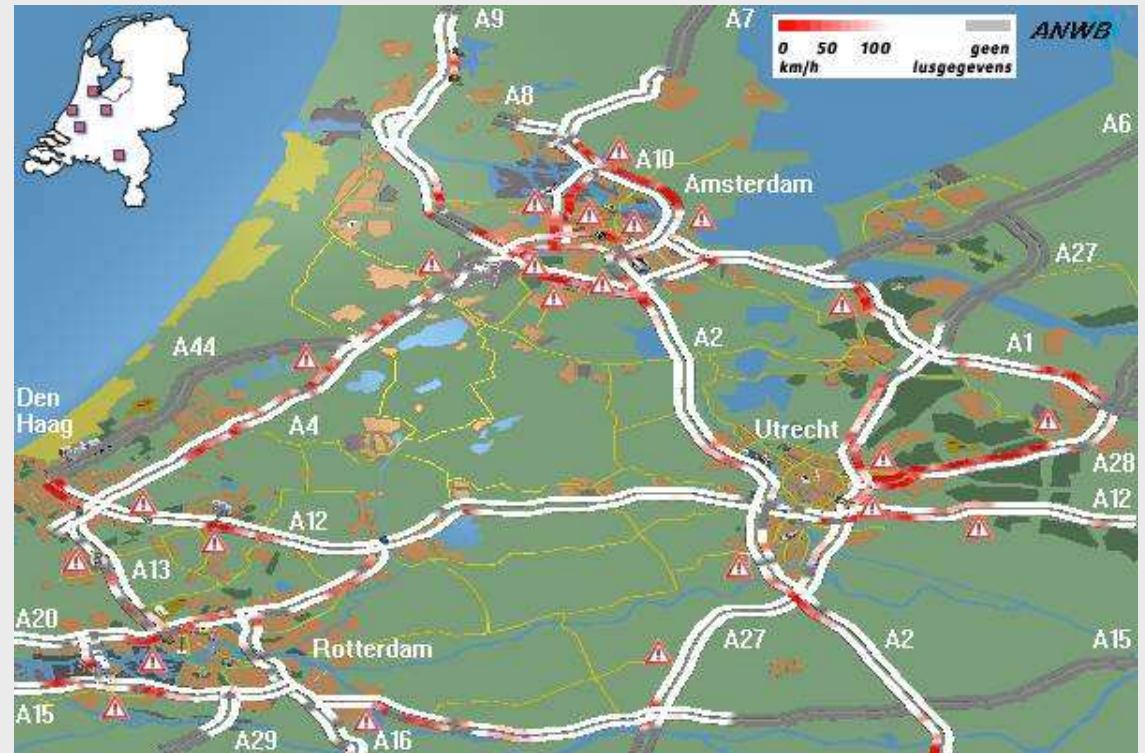 A9
A7
0 50 100 geen
km/h lusgegevens
ANWB
A8
A6
A10
Amsterdam
A27
A2
A1
A44
Den
Haag
A4
Utrecht
A28
A12
A12
A13
A20
Rotterdam
A27
A2
A15
A15
A29
A16